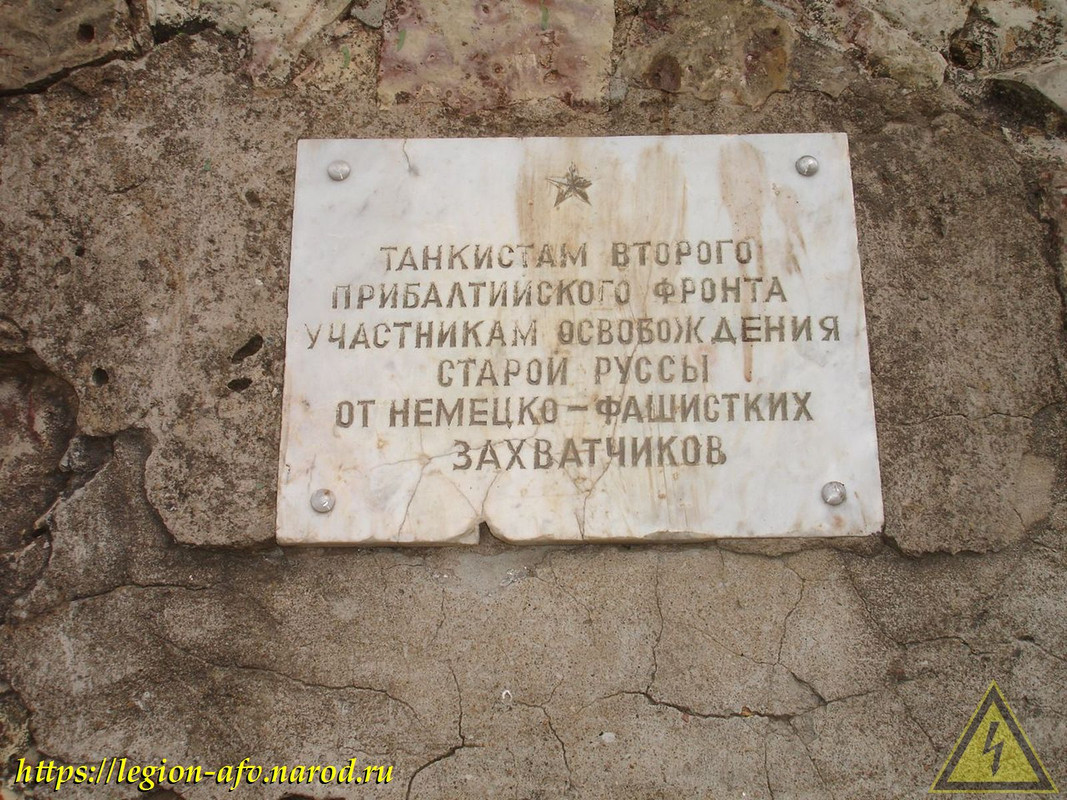 ТАНКИСТАМ ВТОРОГО
ПРИБАЛТИЙСКОГО ФРОНТА
УЧАСТНИКАМ ОСВОБОЖДЕНИЯ
СТАРОЙ РУССЫ
ОТ НЕМЕЦКО-ФАШИСТКИХ
ЗАХВАТЧИКОВ
https://legion-afv.narod.ru